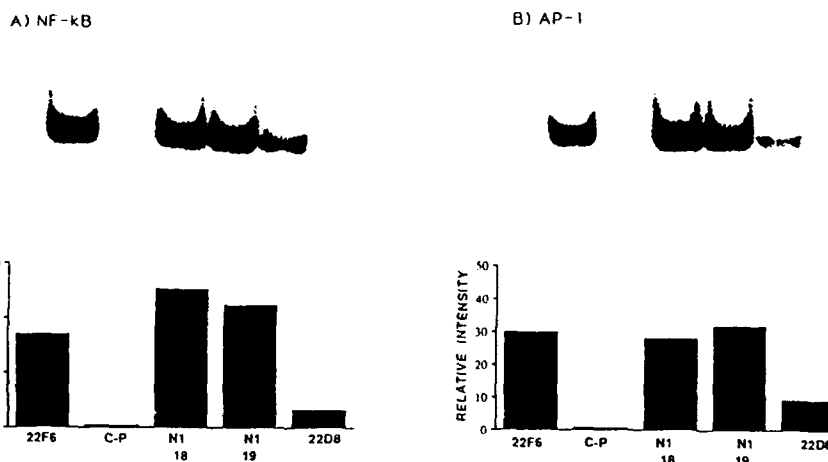 A) NF-kB
B) AP-1
22F6 C-P N1 18 N1 19 22D8
RELATIVE INTENSITY
50
40
30
20
10
0
22F6 C-P N1 18 N1 19 22D8